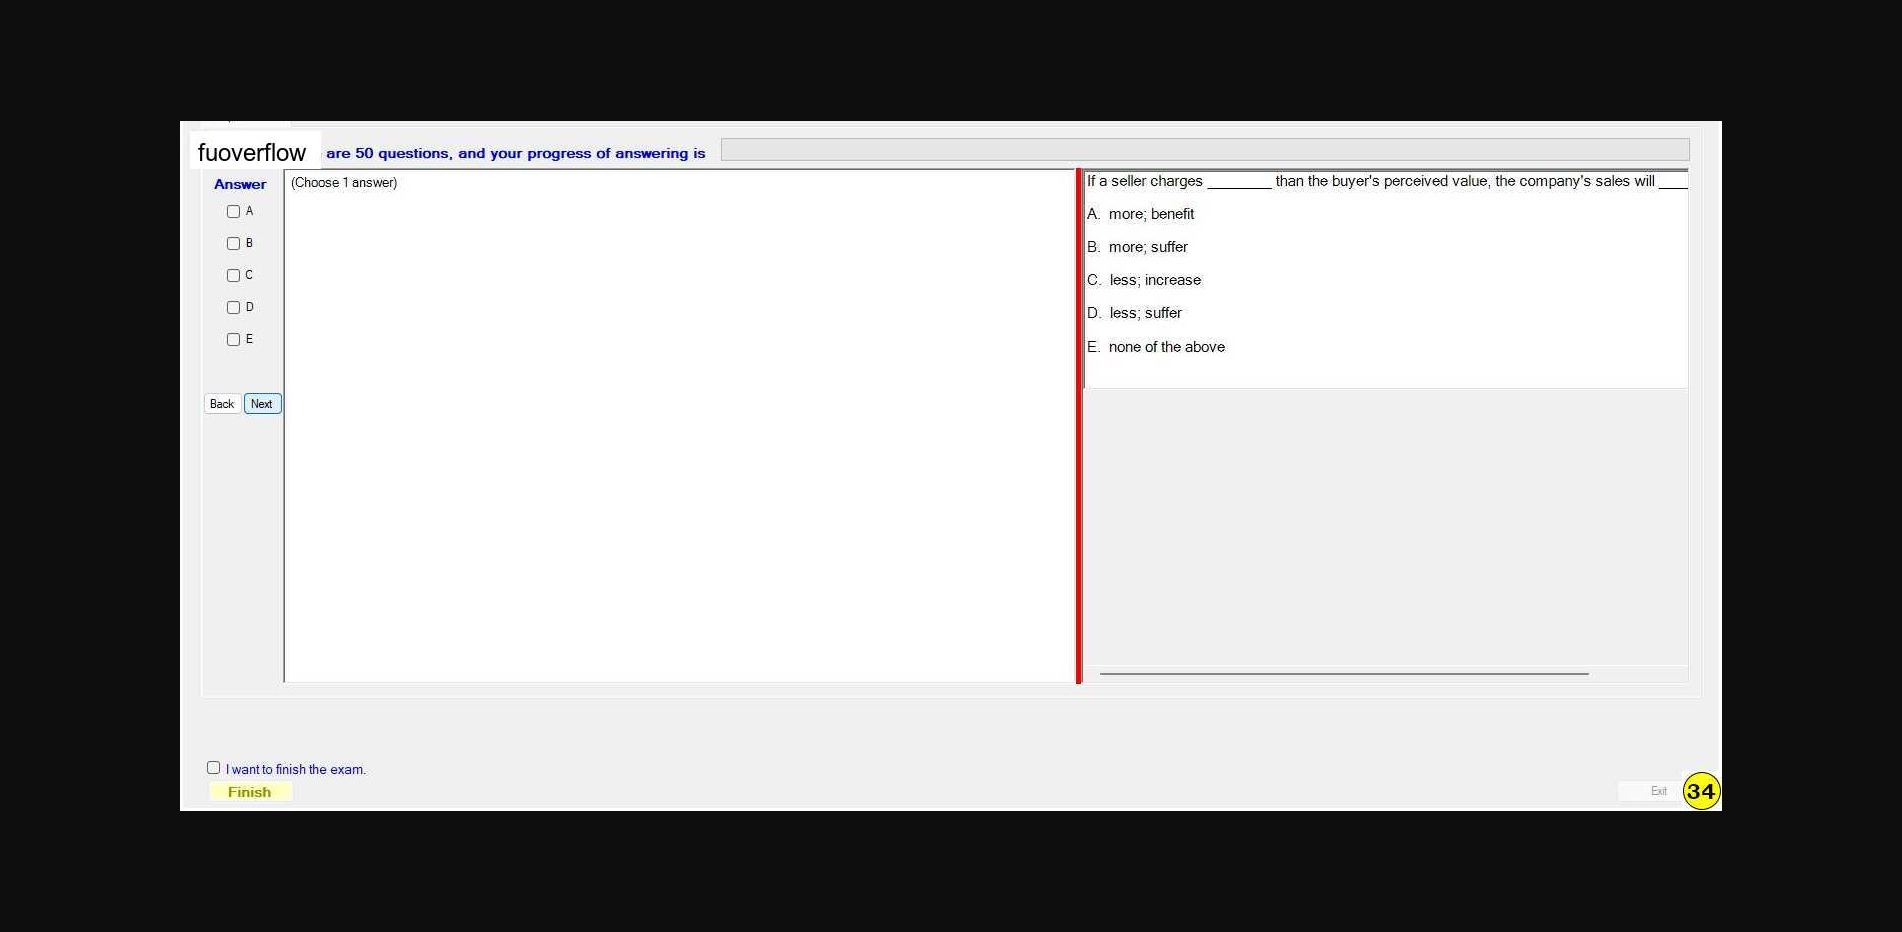 fuoverflow are 50 questions, and your progress of answering is
Answer
(Choose 1 answer)
A
B
C
D
E
Back Next
If a seller charges ________ than the buyer's perceived value, the company's sales will ____
A. more; benefit
B. more; suffer
C. less; increase
D. less; suffer
E. none of the above
I want to finish the exam.
Finish
Exit
34